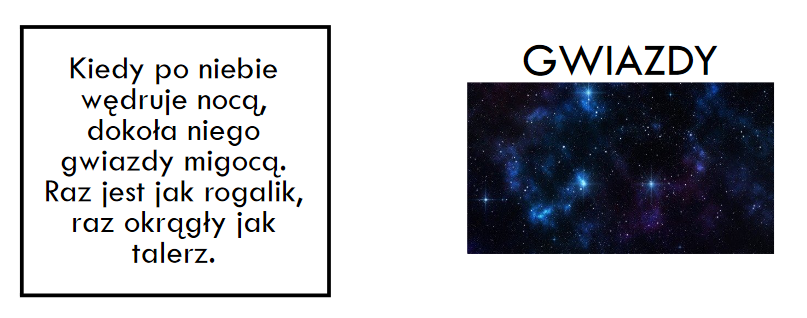 Kiedy po niebie
wędruje nocą,
dokoła niego
gwiazdy migocą.
Raz jest jak rogalik,
raz okrągły jak
talerz.
GWIAZDY